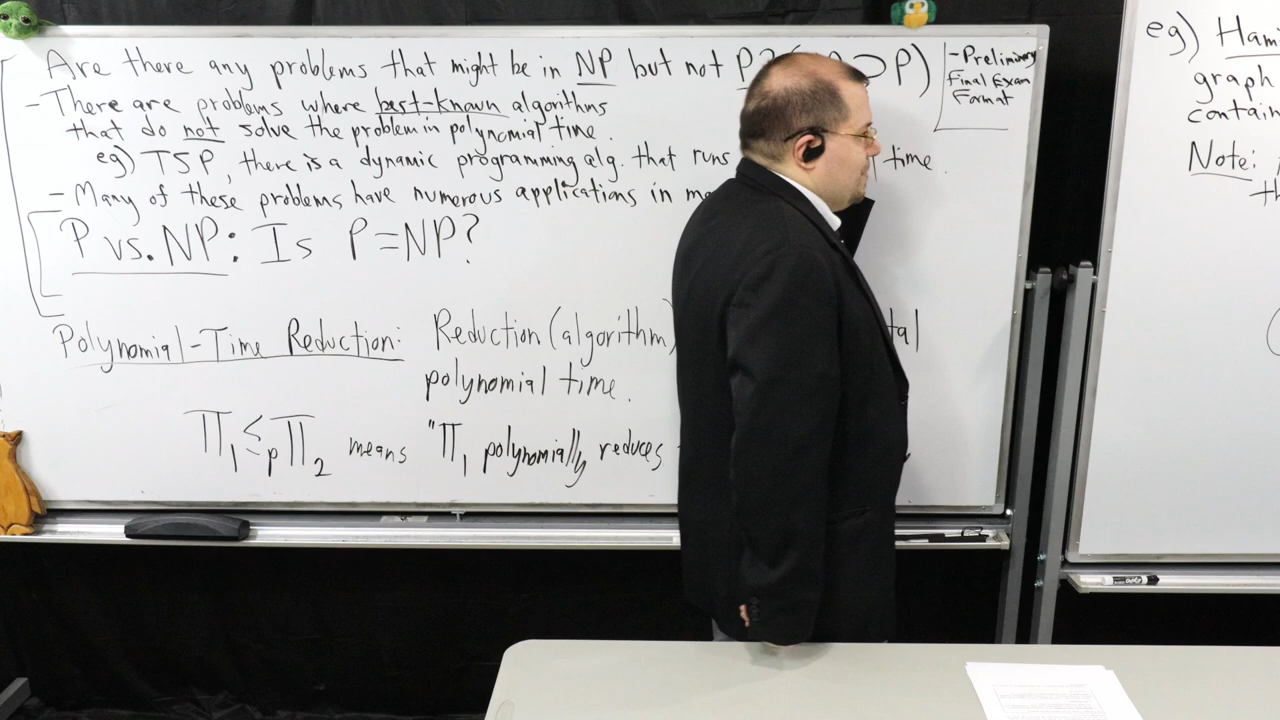 Are there any problems that might be in NP but not P? ( ⊃ P)
- There are problems where best-known algorithms
that do not solve the problem in polynomial time.
eg) TSP, there is a dynamic programming alg. that runs time.
- Many of these problems have numerous applications in
P vs. NP: Is P=NP?
Polynomial-Time Reduction: Reduction (algorithm)
polynomial time.
Π₁ ≤ₚ Π₂ means "Π₁ polynomially reduces
- Preliminary
Final Exam
Format
eg) Ham
graph
contain
Note: